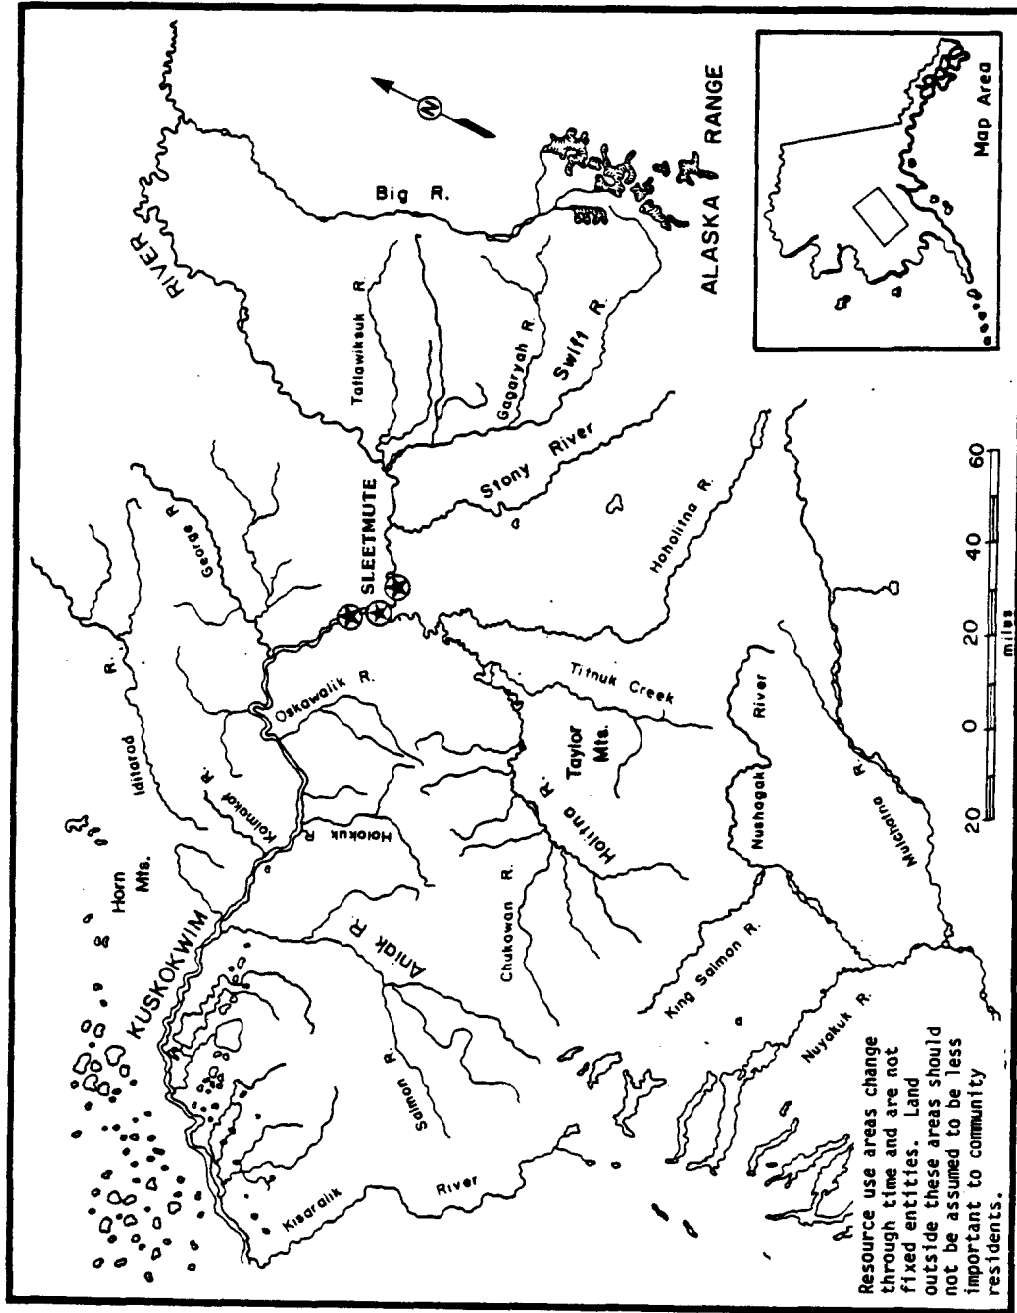 KUSKOKWIM
RIVER
Horn
Mts.
Iditarod R.
George R.
Kolmakof R.
Oskawalik R.
Holokuk R.
SLEETMUTE
Tatlawiksuk R.
Big R.
N
Gagaryah R.
Swift R.
Stony River
ALASKA RANGE
Hoholitna R.
Titnuk Creek
Taylor
Mts.
Holitna R.
Chukowan R.
Aniak R.
Salmon R.
Kisaralik River
King Salmon R.
Nushagak River
Mulchatna R.
Nuyakuk R.
Resource use areas change
through time and are not
fixed entities. Land
outside these areas should
not be assumed to be less
important to community
residents.
20 0 20 40 60
miles
Map Area